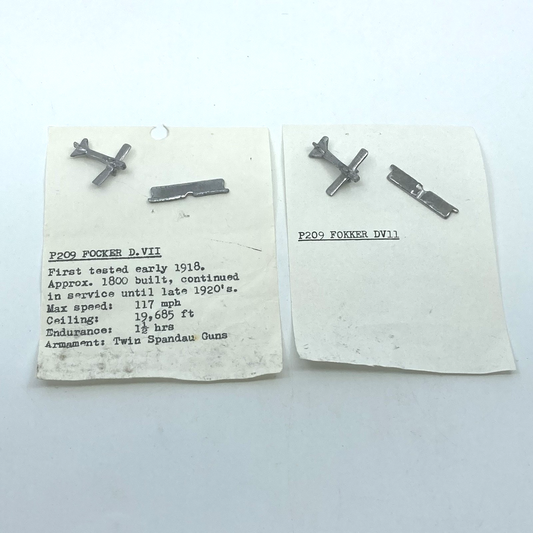 P209 FOCKER D.VII
First tested early 1918.
Approx. 1800 built, continued
in service until late 1920's.
Max speed: 117 mph
Ceiling: 19,685 ft
Endurance: 1½ hrs
Armament: Twin Spandau Guns
P209 FOKKER DV11